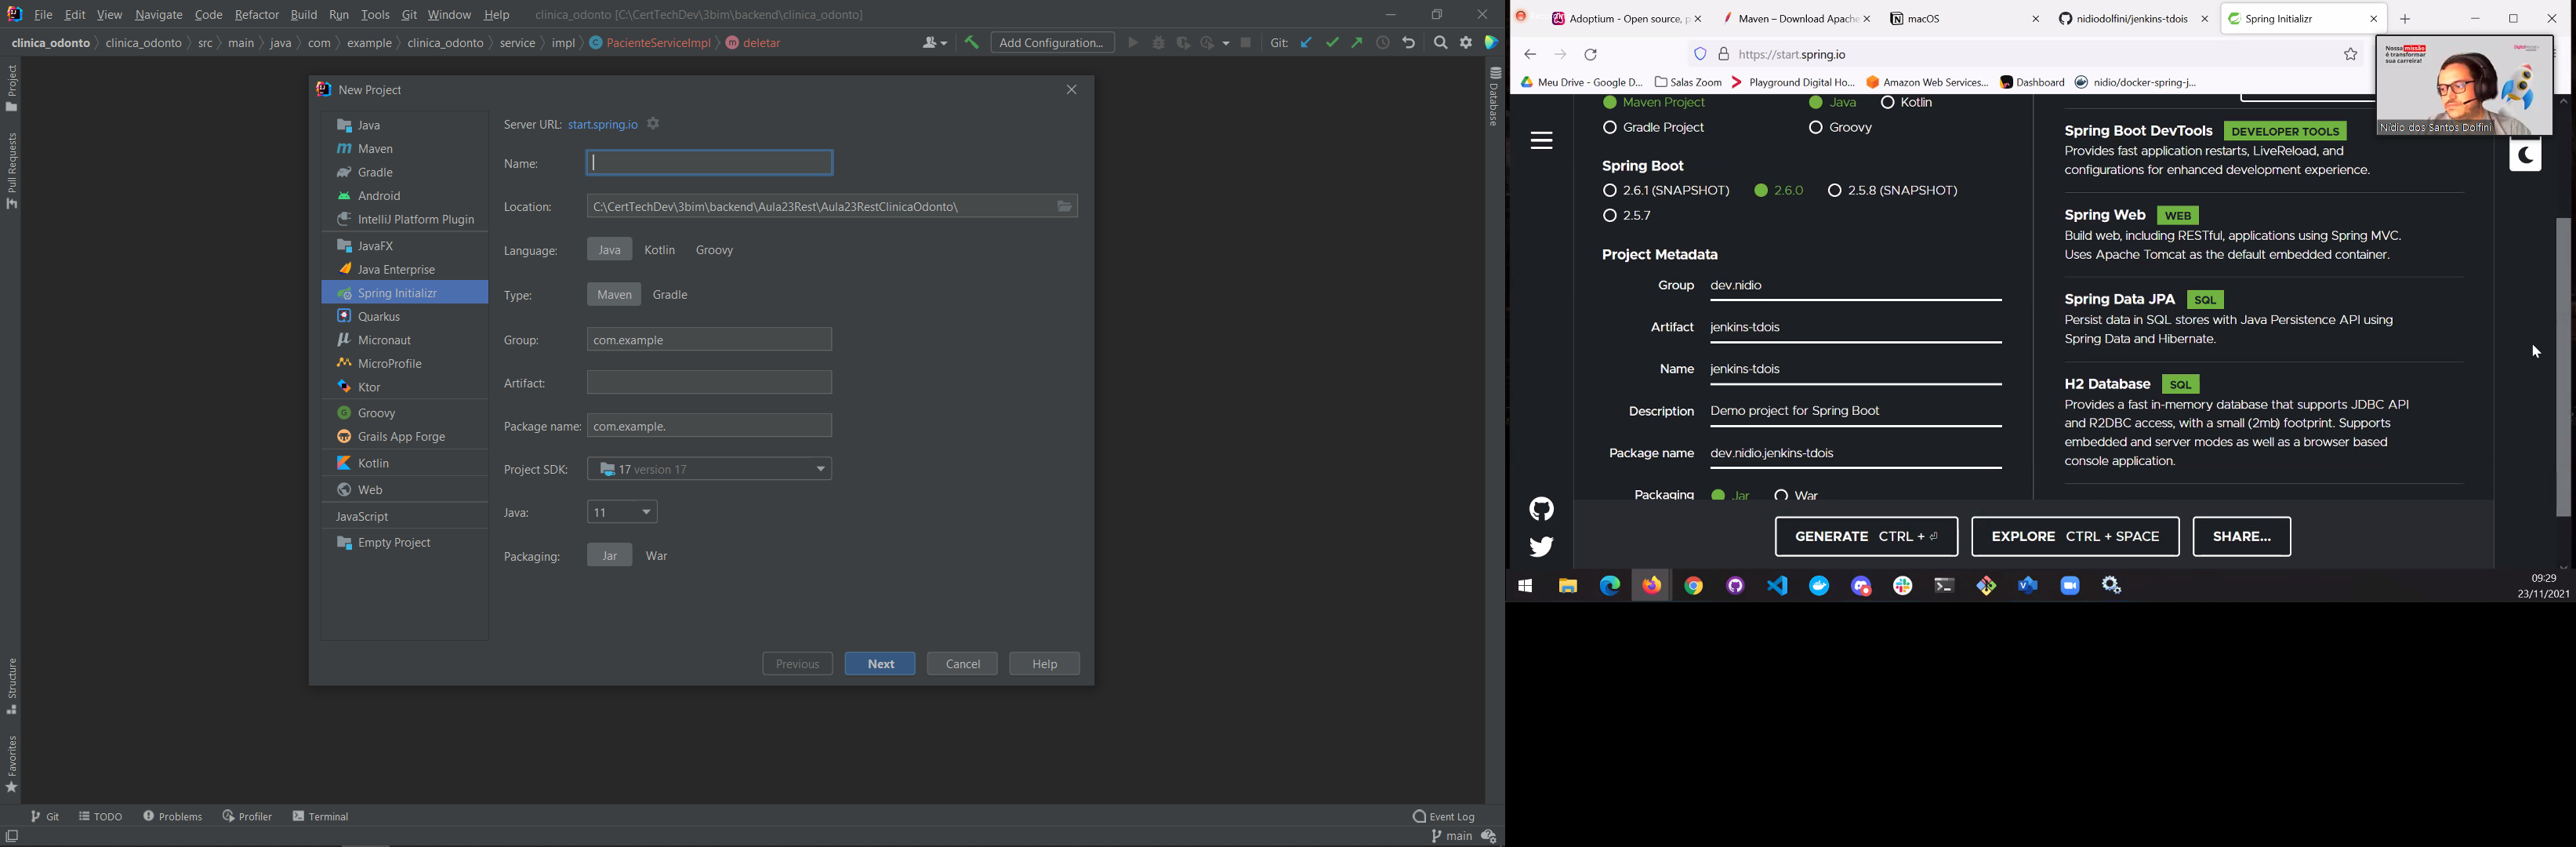 File Edit View Navigate Code Refactor Build Run Tools Git Window Help clinica_odonto [C:\CertTechDev\3bim\backend\clinica_odonto]
clinica_odonto clinica_odonto src main java com example clinica_odonto service impl PacienteServiceImpl deletar
Add Configuration... Git:
Project
Pull Requests
Structure
Favorites
Database
New Project
Java
Maven
Gradle
Android
IntelliJ Platform Plugin
JavaFX
Java Enterprise
Spring Initializr
Quarkus
Micronaut
MicroProfile
Ktor
Groovy
Grails App Forge
Kotlin
Web
JavaScript
Empty Project
Server URL: start.spring.io
Name:
Location: C:\CertTechDev\3bim\backend\Aula23Rest\Aula23RestClinicaOdonto\
Language: Java Kotlin Groovy
Type: Maven Gradle
Group: com.example
Artifact:
Package name: com.example.
Project SDK: 17 version 17
Java: 11
Packaging: Jar War
Previous Next Cancel Help
Git TODO Problems Profiler Terminal Event Log
main
Adoptium - Open source, p Maven – Download Apache macOS nidiodolfini/jenkins-tdois Spring Initializr
https://start.spring.io
Meu Drive - Google D... Salas Zoom Playground Digital Ho... Amazon Web Services... Dashboard nidio/docker-spring-j...
Nossa missão
é transformar
sua carreira!
Nídio dos Santos Dolfini
Maven Project Java Kotlin
Gradle Project Groovy
Spring Boot
2.6.1 (SNAPSHOT) 2.6.0 2.5.8 (SNAPSHOT)
2.5.7
Project Metadata
Group dev.nidio
Artifact jenkins-tdois
Name jenkins-tdois
Description Demo project for Spring Boot
Package name dev.nidio.jenkins-tdois
Packaging Jar War
Spring Boot DevTools DEVELOPER TOOLS
Provides fast application restarts, LiveReload, and
configurations for enhanced development experience.
Spring Web WEB
Build web, including RESTful, applications using Spring MVC.
Uses Apache Tomcat as the default embedded container.
Spring Data JPA SQL
Persist data in SQL stores with Java Persistence API using
Spring Data and Hibernate.
H2 Database SQL
Provides a fast in-memory database that supports JDBC API
and R2DBC access, with a small (2mb) footprint. Supports
embedded and server modes as well as a browser based
console application.
GENERATE CTRL + ⏎ EXPLORE CTRL + SPACE SHARE...
09:29
23/11/2021